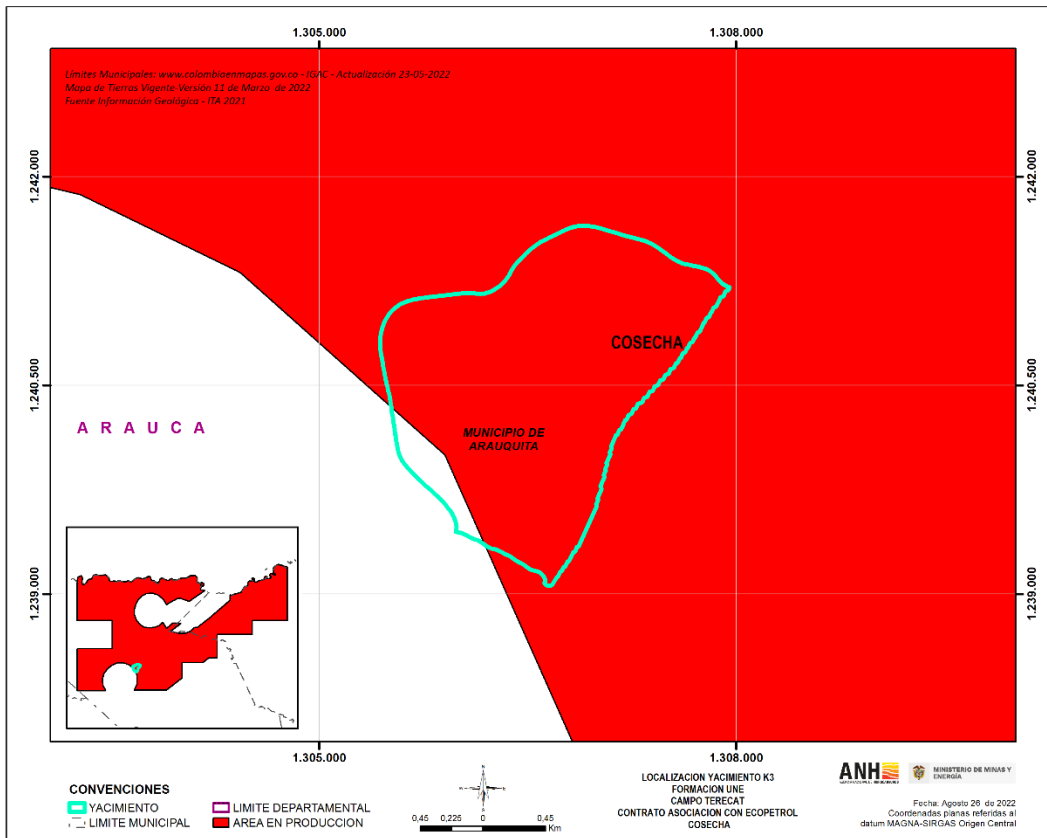 1.305.000
1.308.000
Límites Municipales: www.colombiaenmapas.gov.co - IGAC - Actualización 23-05-2022
Mapa de Tierras Vigente-Versión 11 de Marzo de 2022
Fuente Información Geológica - ITA 2021
1.242.000
1.242.000
COSECHA
1.240.500
1.240.500
ARAUCA
MUNICIPIO DE
ARAUQUITA
1.239.000
1.239.000
1.305.000
1.308.000
CONVENCIONES
YACIMIENTO
LIMITE DEPARTAMENTAL
LIMITE MUNICIPAL
AREA EN PRODUCCION
N
0,45 0,225 0 0,45
Km
LOCALIZACION YACIMIENTO K3
FORMACION UNE
CAMPO TERECAT
CONTRATO ASOCIACION CON ECOPETROL
COSECHA
ANH
MINISTERIO DE MINAS Y
ENERGÍA
Fecha: Agosto 26 de 2022
Coordenadas planas referidas al
datum MAGNA-SIRGAS Origen Central